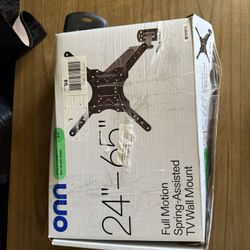 onn
24"-65"
Full Motion
Spring-Assisted
TV Wall Mount